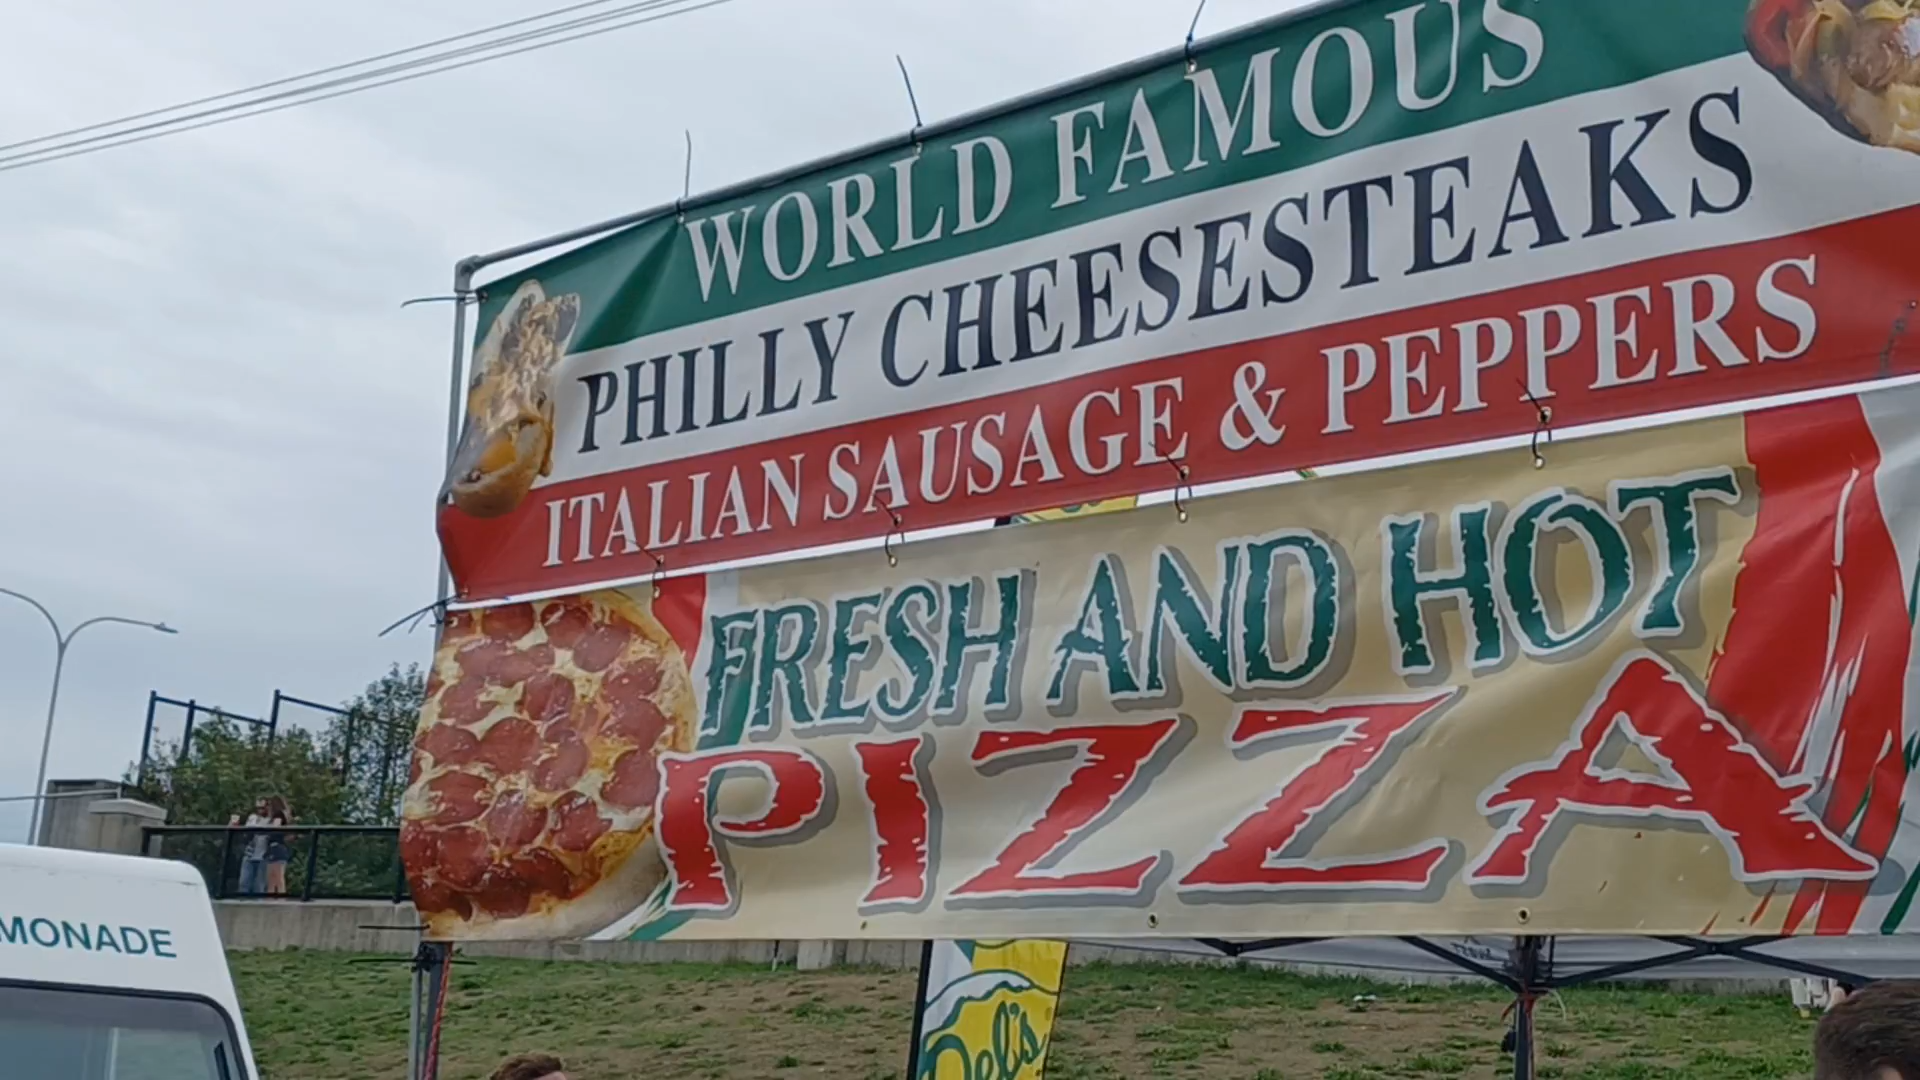 WORLD FAMOUS
PHILLY CHEESESTEAKS
ITALIAN SAUSAGE & PEPPERS
FRESH AND HOT
PIZZA
MONADE
Del's